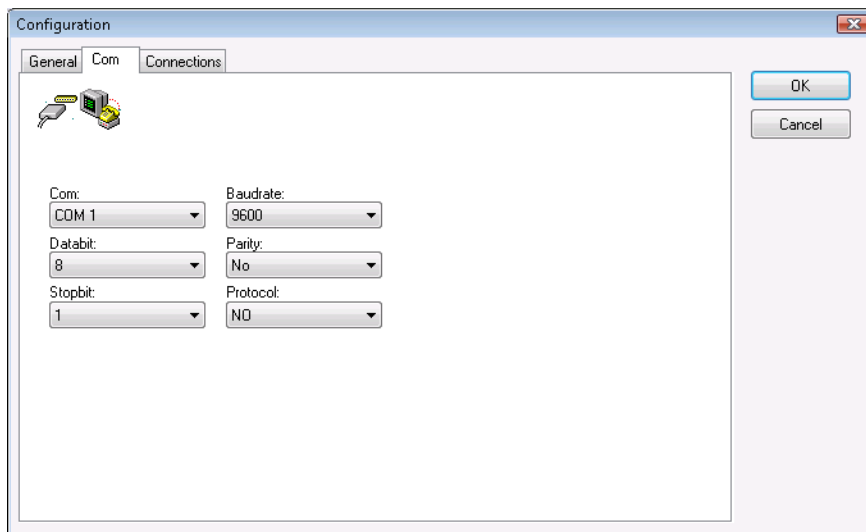 Configuration
General Com Connections
OK
Cancel
Com: Baudrate:
COM 1 9600
Databit: Parity:
8 No
Stopbit: Protocol:
1 NO